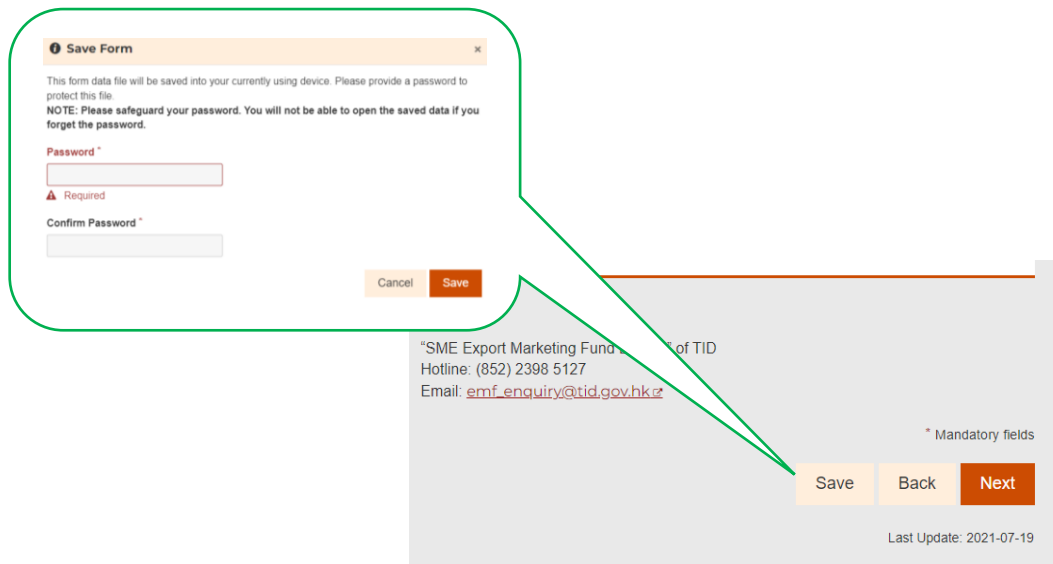 Save Form ×
This form data file will be saved into your currently using device. Please provide a password to
protect this file.
NOTE: Please safeguard your password. You will not be able to open the saved data if you
forget the password.
Password *
Required
Confirm Password *
Cancel Save
“SME Export Marketing Fund of TID
Hotline: (852) 2398 5127
Email: emf_enquiry@tid.gov.hk
* Mandatory fields
Save Back Next
Last Update: 2021-07-19